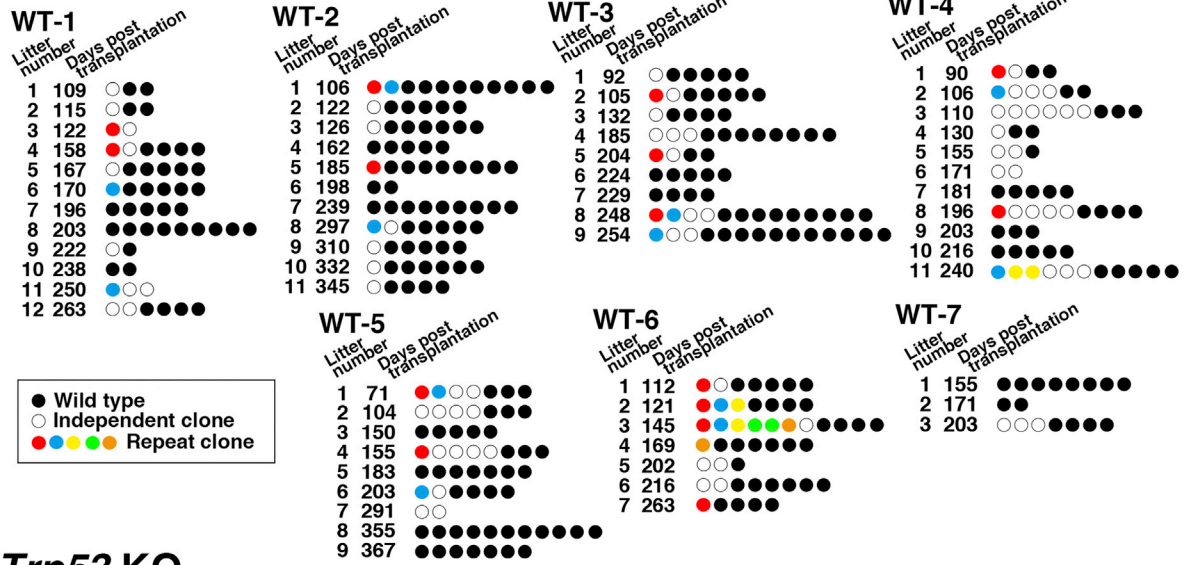 WT-1
Litter number
Days post transplantation
1 109
2 115
3 122
4 158
5 167
6 170
7 196
8 203
9 222
10 238
11 250
12 263
WT-2
Litter number
Days post transplantation
1 106
2 122
3 126
4 162
5 185
6 198
7 239
8 297
9 310
10 332
11 345
WT-3
Litter number
Days post transplantation
1 92
2 105
3 132
4 185
5 204
6 224
7 229
8 248
9 254
WT-4
Litter number
Days post transplantation
1 90
2 106
3 110
4 130
5 155
6 171
7 181
8 196
9 203
10 216
11 240
WT-5
Litter number
Days post transplantation
1 71
2 104
3 150
4 155
5 183
6 203
7 291
8 355
9 367
WT-6
Litter number
Days post transplantation
1 112
2 121
3 145
4 169
5 202
6 216
7 263
WT-7
Litter number
Days post transplantation
1 155
2 171
3 203
Wild type
Independent clone
Repeat clone
Trp53 KO